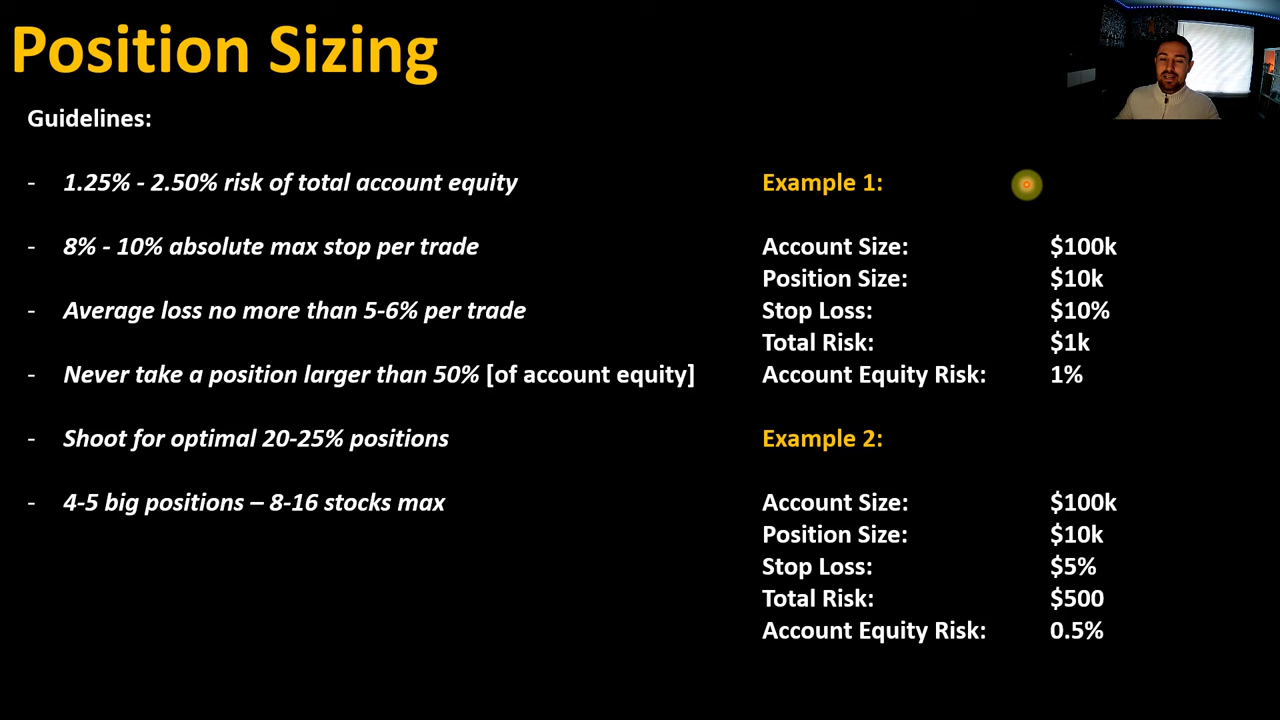 Position Sizing
Guidelines:
- 1.25% - 2.50% risk of total account equity
- 8% - 10% absolute max stop per trade
- Average loss no more than 5-6% per trade
- Never take a position larger than 50% [of account equity]
- Shoot for optimal 20-25% positions
- 4-5 big positions – 8-16 stocks max
Example 1:
Account Size: $100k
Position Size: $10k
Stop Loss: $10%
Total Risk: $1k
Account Equity Risk: 1%
Example 2:
Account Size: $100k
Position Size: $10k
Stop Loss: $5%
Total Risk: $500
Account Equity Risk: 0.5%